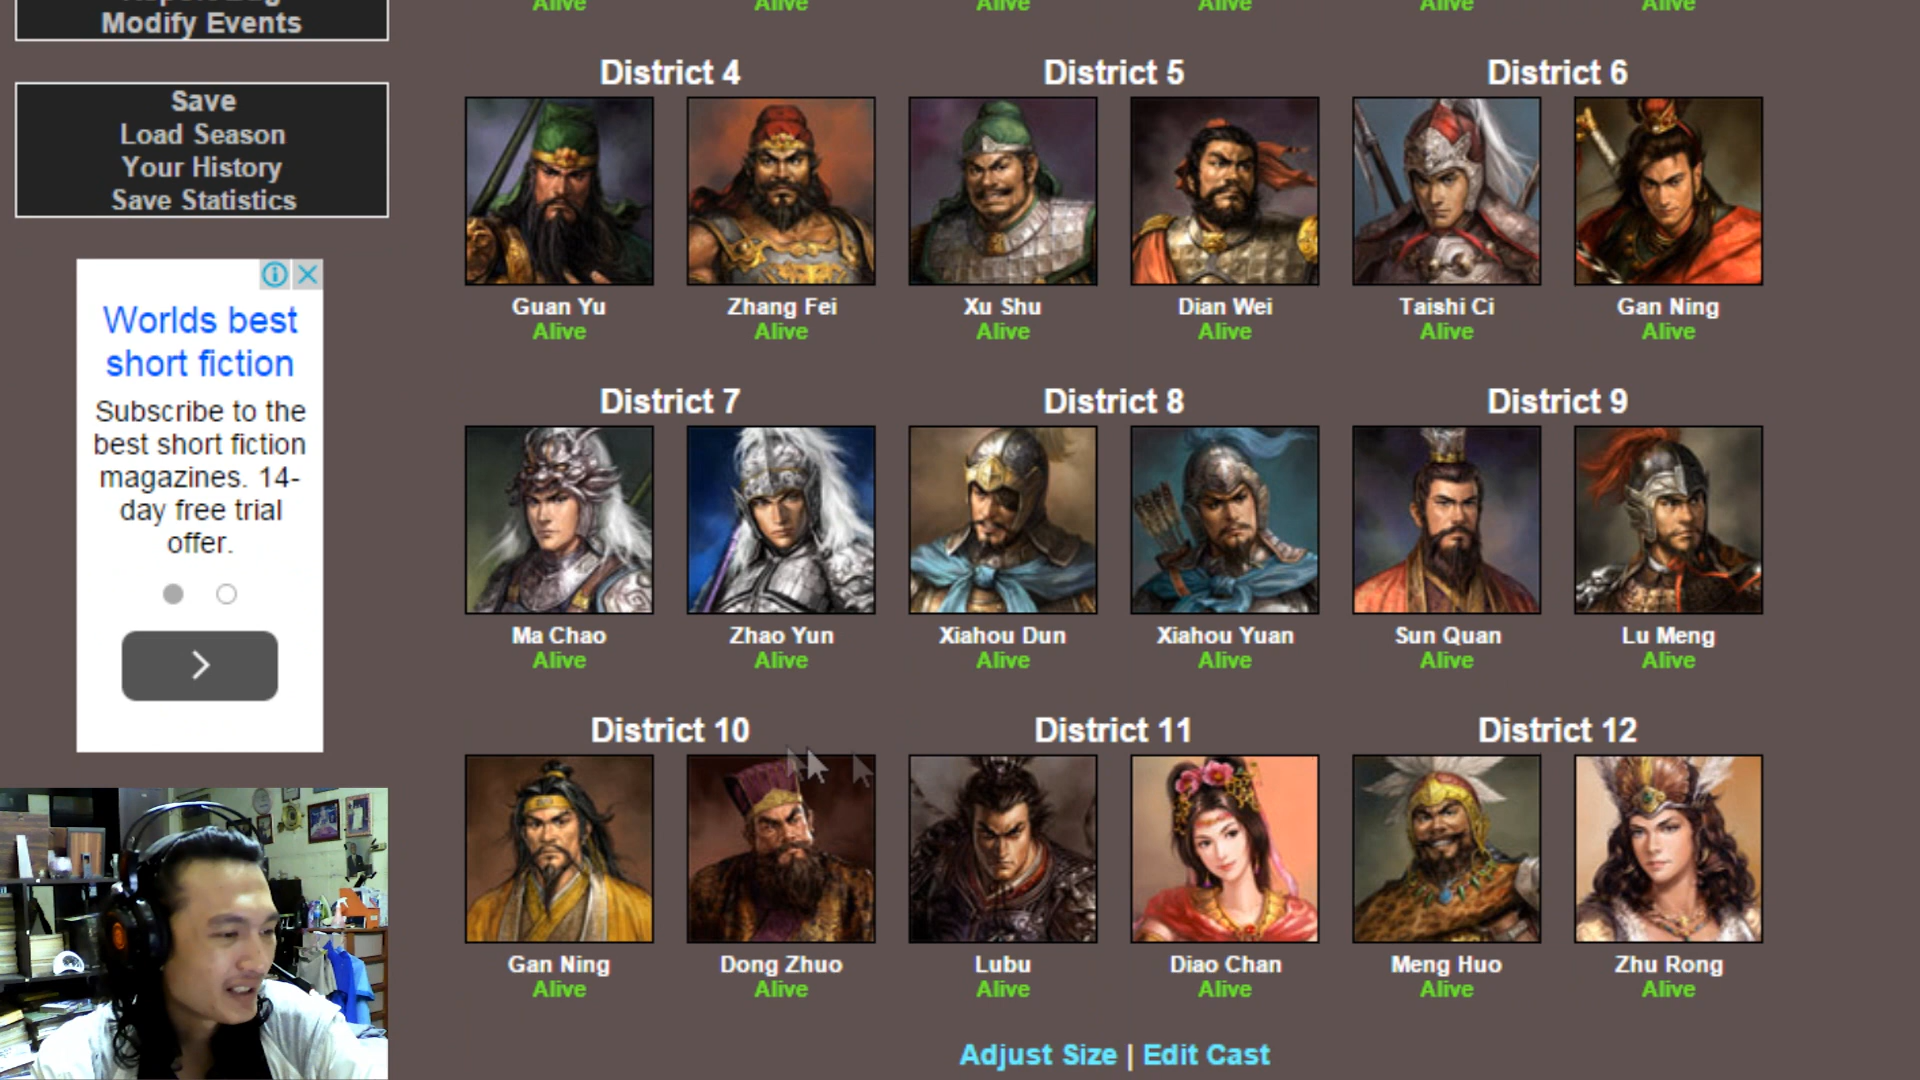 Modify Events
Save
Load Season
Your History
Save Statistics
Worlds best
short fiction
Subscribe to the
best short fiction
magazines. 14-
day free trial
offer.
Alive Alive Alive Alive Alive Alive
District 4 District 5 District 6
Guan Yu Zhang Fei Xu Shu Dian Wei Taishi Ci Gan Ning
Alive Alive Alive Alive Alive Alive
District 7 District 8 District 9
Ma Chao Zhao Yun Xiahou Dun Xiahou Yuan Sun Quan Lu Meng
Alive Alive Alive Alive Alive Alive
District 10 District 11 District 12
Gan Ning Dong Zhuo Lubu Diao Chan Meng Huo Zhu Rong
Alive Alive Alive Alive Alive Alive
Adjust Size | Edit Cast